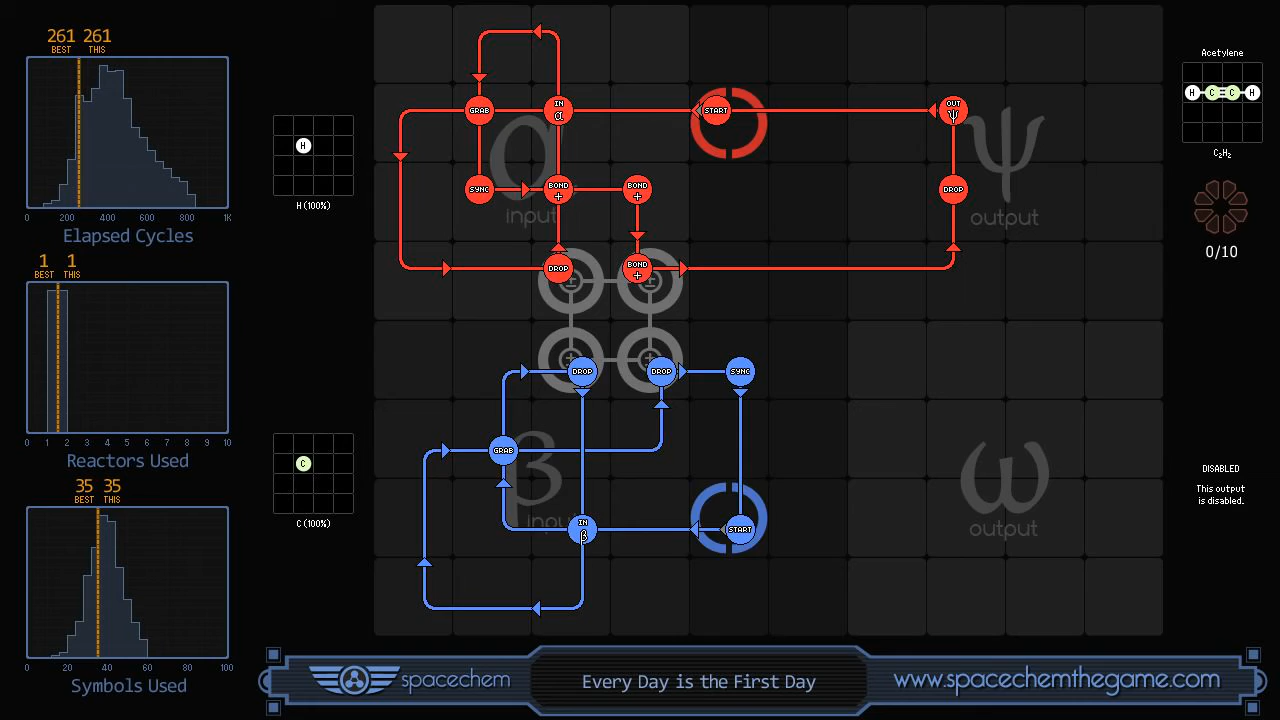 261 261
BEST THIS
0 200 400 600 800 1K
Elapsed Cycles
1 1
BEST THIS
0 1 2 3 4 5 6 7 8 9 10
Reactors Used
35 35
BEST THIS
0 20 40 60 80 100
Symbols Used
H
H (100%)
C
C (100%)
GRAB
IN
α
START
OUT
Ψ
α
input
Ψ
output
SYNC
BOND
+
BOND
+
DROP
DROP
BOND
+
DROP
DROP
SYNC
GRAB
β
input
IN
β
START
ω
output
Acetylene
H C C H
C₂H₂
0/10
DISABLED
This output
is disabled.
spacechem
Every Day is the First Day
www.spacechemthegame.com